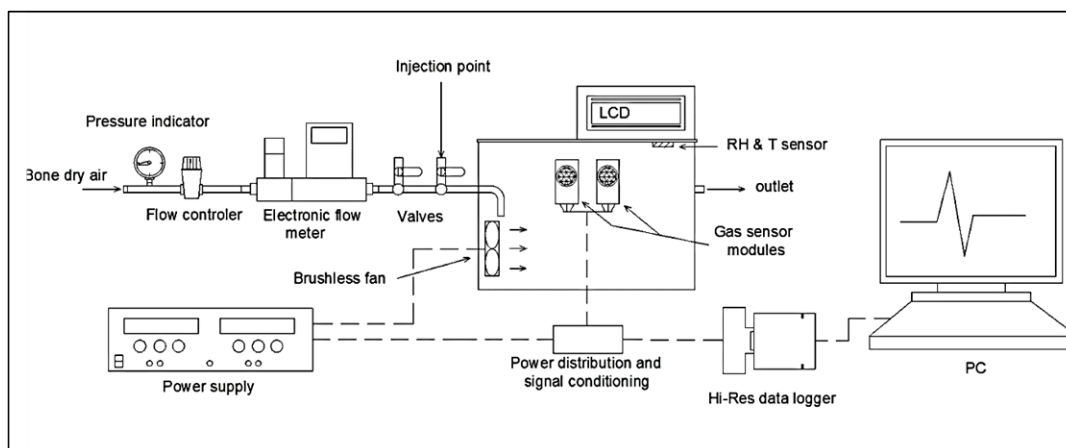 Injection point
LCD
Pressure indicator
RH & T sensor
Bone dry air
outlet
Flow controler
Electronic flow
meter
Valves
Gas sensor
modules
Brushless fan
Power supply
Power distribution and
signal conditioning
Hi-Res data logger
PC